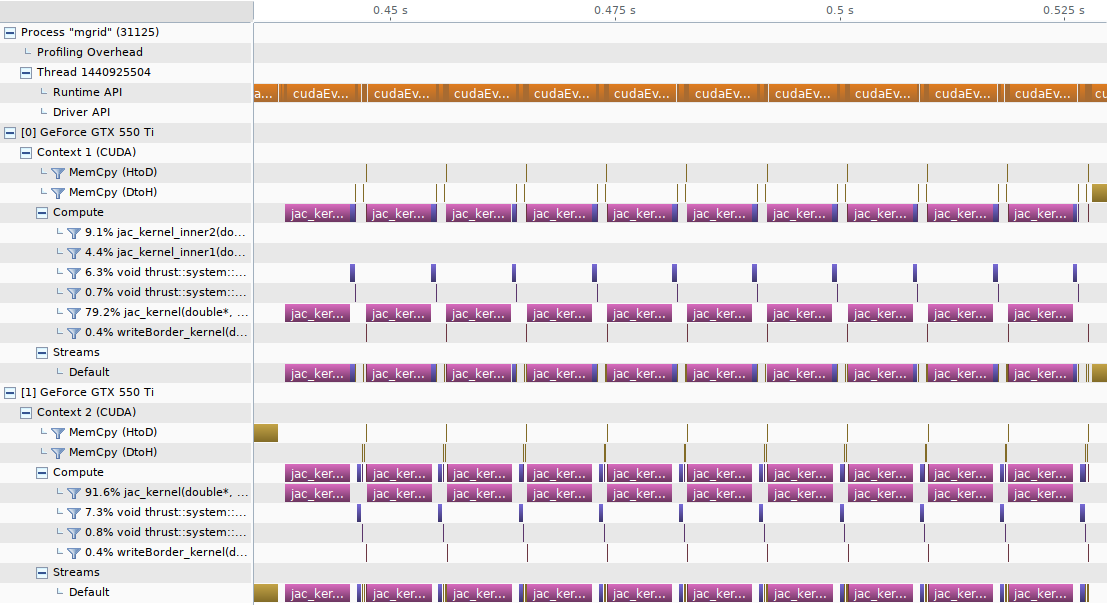 0.45 s 0.475 s 0.5 s 0.525 s
Process "mgrid" (31125)
Profiling Overhead
Thread 1440925504
Runtime API a... cudaEv... cudaEv... cudaEv... cudaEv... cudaEv... cudaEv... cudaEv... cudaEv... cudaEv... cudaEv... cu
Driver API
[0] GeForce GTX 550 Ti
Context 1 (CUDA)
MemCpy (HtoD)
MemCpy (DtoH)
Compute jac_ker... jac_ker... jac_ker... jac_ker... jac_ker... jac_ker... jac_ker... jac_ker... jac_ker... jac_ker...
9.1% jac_kernel_inner2(do...
4.4% jac_kernel_inner1(do...
6.3% void thrust::system::...
0.7% void thrust::system::...
79.2% jac_kernel(double*, ... jac_ker... jac_ker... jac_ker... jac_ker... jac_ker... jac_ker... jac_ker... jac_ker... jac_ker... jac_ker...
0.4% writeBorder_kernel(d...
Streams
Default jac_ker... jac_ker... jac_ker... jac_ker... jac_ker... jac_ker... jac_ker... jac_ker... jac_ker... jac_ker...
[1] GeForce GTX 550 Ti
Context 2 (CUDA)
MemCpy (HtoD)
MemCpy (DtoH)
Compute jac_ker... jac_ker... jac_ker... jac_ker... jac_ker... jac_ker... jac_ker... jac_ker... jac_ker... jac_ker...
91.6% jac_kernel(double*, ... jac_ker... jac_ker... jac_ker... jac_ker... jac_ker... jac_ker... jac_ker... jac_ker... jac_ker... jac_ker...
7.3% void thrust::system::...
0.8% void thrust::system::...
0.4% writeBorder_kernel(d...
Streams
Default jac_ker... jac_ker... jac_ker... jac_ker... jac_ker... jac_ker... jac_ker... jac_ker... jac_ker... jac_ker...